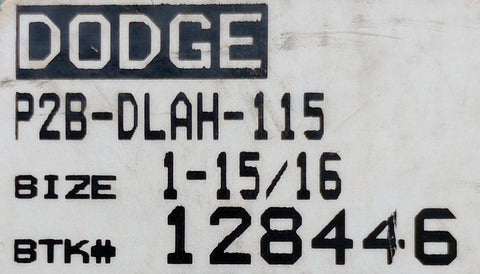 DODGE
P2B-DLAH-115
SIZE 1-15/16
BTK# 128446